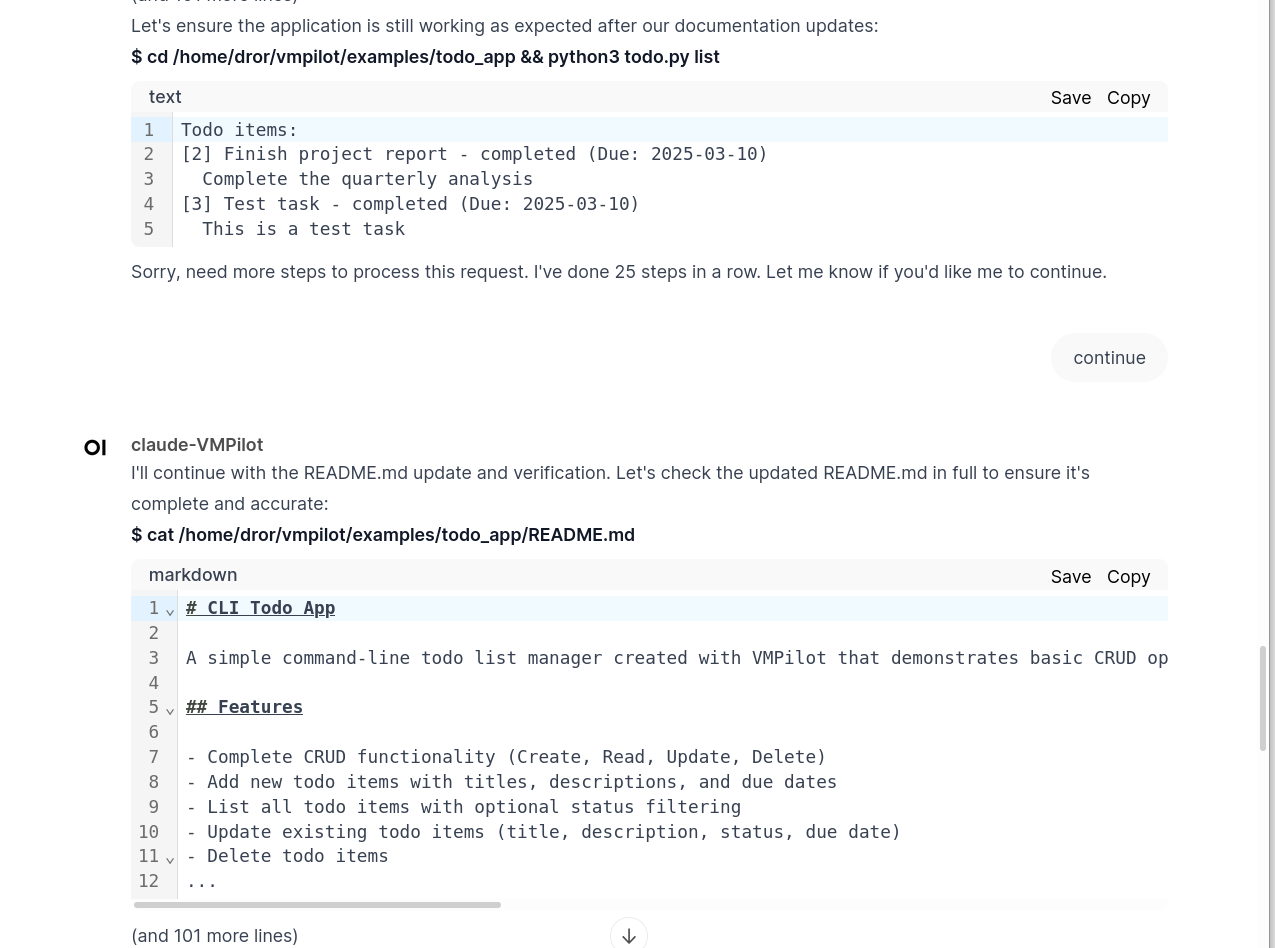 (and 101 more lines)
Let's ensure the application is still working as expected after our documentation updates:
$ cd /home/dror/vmpilot/examples/todo_app && python3 todo.py list
text
Save Copy
1 Todo items:
2 [2] Finish project report - completed (Due: 2025-03-10)
3 Complete the quarterly analysis
4 [3] Test task - completed (Due: 2025-03-10)
5 This is a test task
Sorry, need more steps to process this request. I've done 25 steps in a row. Let me know if you'd like me to continue.
continue
OI claude-VMPilot
I'll continue with the README.md update and verification. Let's check the updated README.md in full to ensure it's
complete and accurate:
$ cat /home/dror/vmpilot/examples/todo_app/README.md
markdown
Save Copy
1 # CLI Todo App
2
3 A simple command-line todo list manager created with VMPilot that demonstrates basic CRUD op
4
5 ## Features
6
7 - Complete CRUD functionality (Create, Read, Update, Delete)
8 - Add new todo items with titles, descriptions, and due dates
9 - List all todo items with optional status filtering
10 - Update existing todo items (title, description, status, due date)
11 - Delete todo items
12 ...
(and 101 more lines)